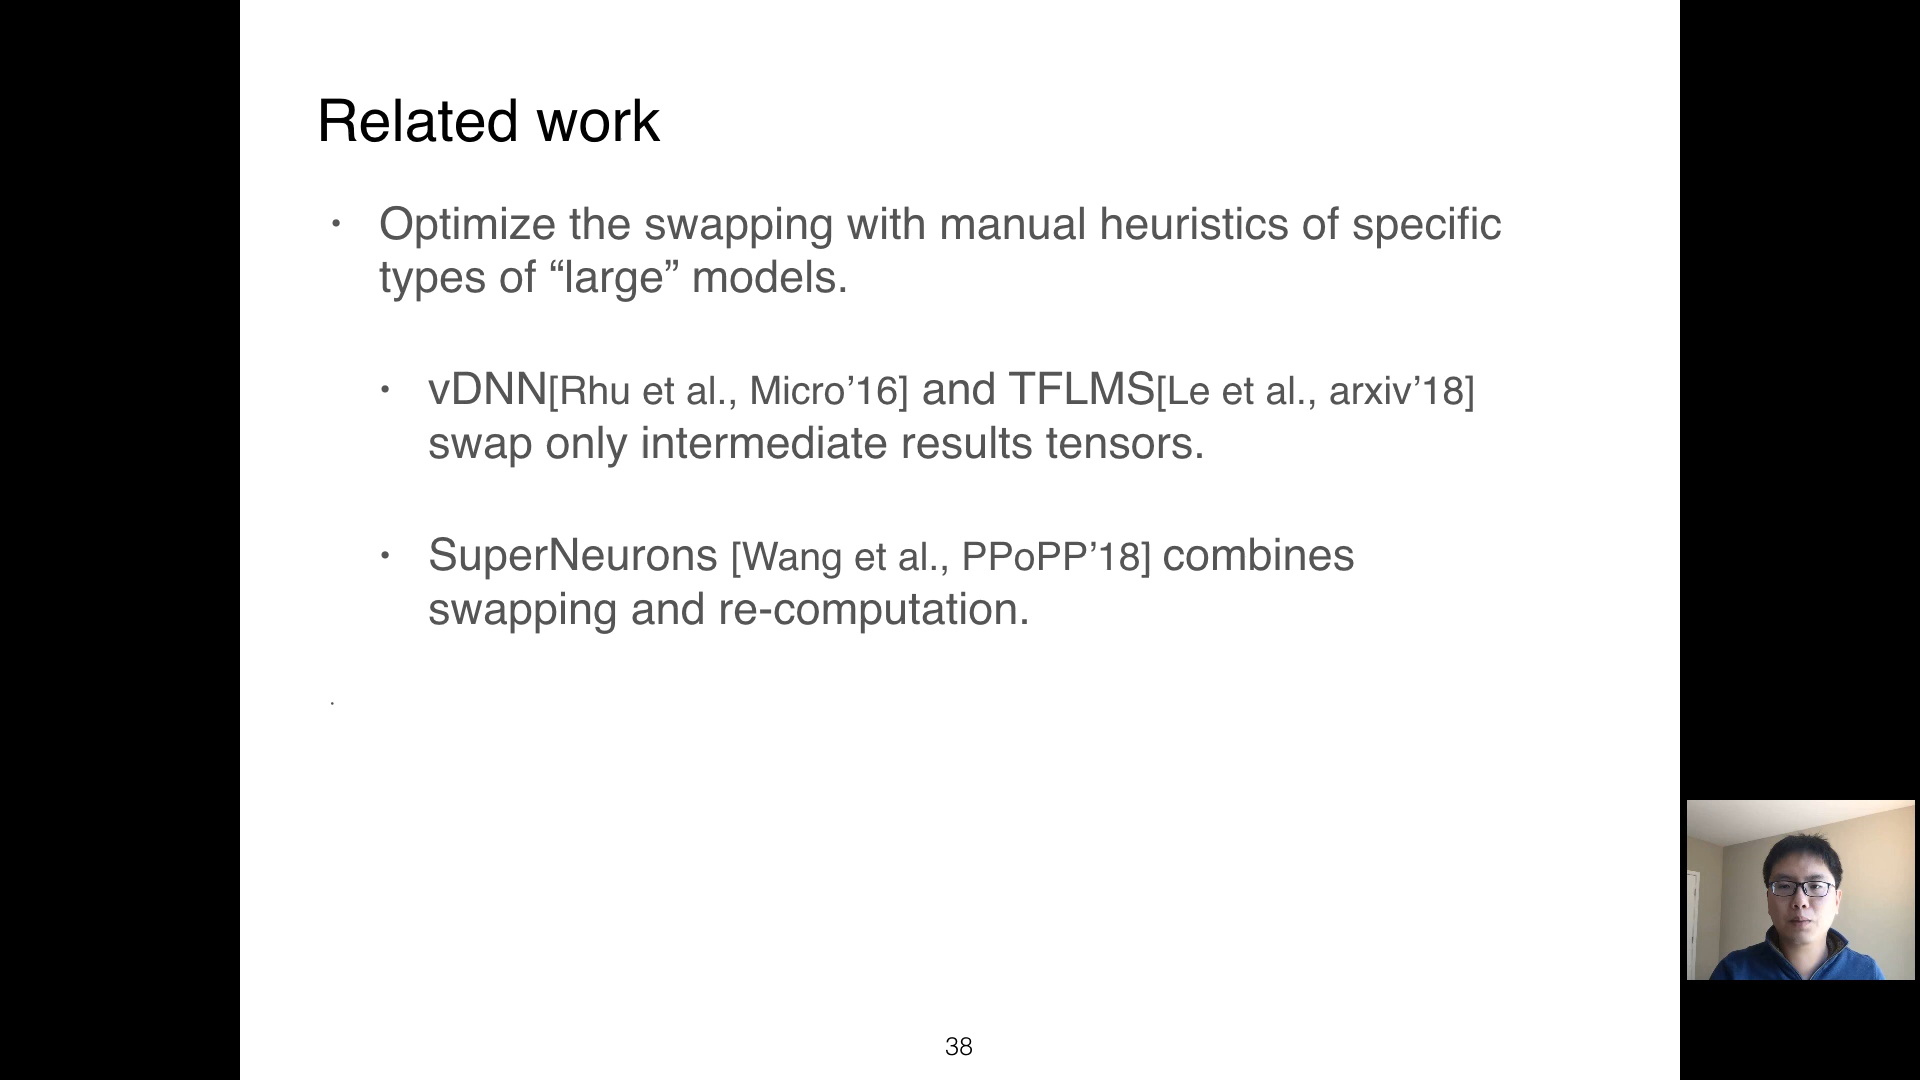 Related work
• Optimize the swapping with manual heuristics of specific
types of “large” models.
• vDNN[Rhu et al., Micro’16] and TFLMS[Le et al., arxiv’18]
swap only intermediate results tensors.
• SuperNeurons [Wang et al., PPoPP’18] combines
swapping and re-computation.
•
38